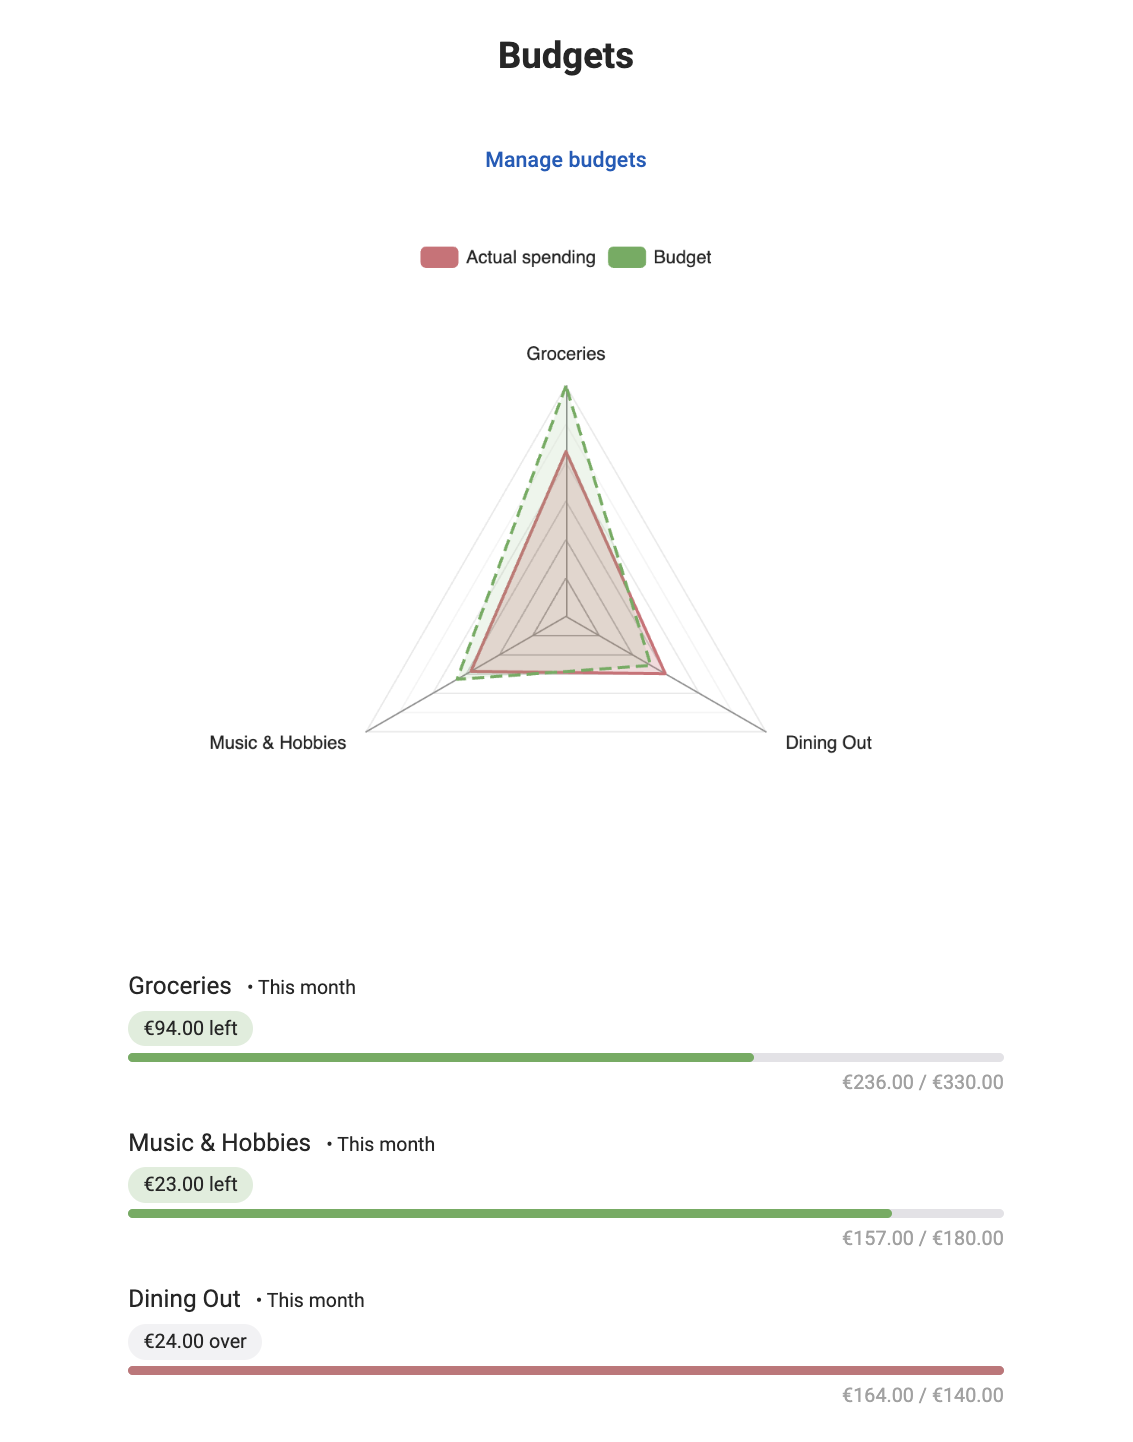 Budgets
Manage budgets
Actual spending Budget
Groceries
Music & Hobbies Dining Out
Groceries • This month
€94.00 left
€236.00 / €330.00
Music & Hobbies • This month
€23.00 left
€157.00 / €180.00
Dining Out • This month
€24.00 over
€164.00 / €140.00